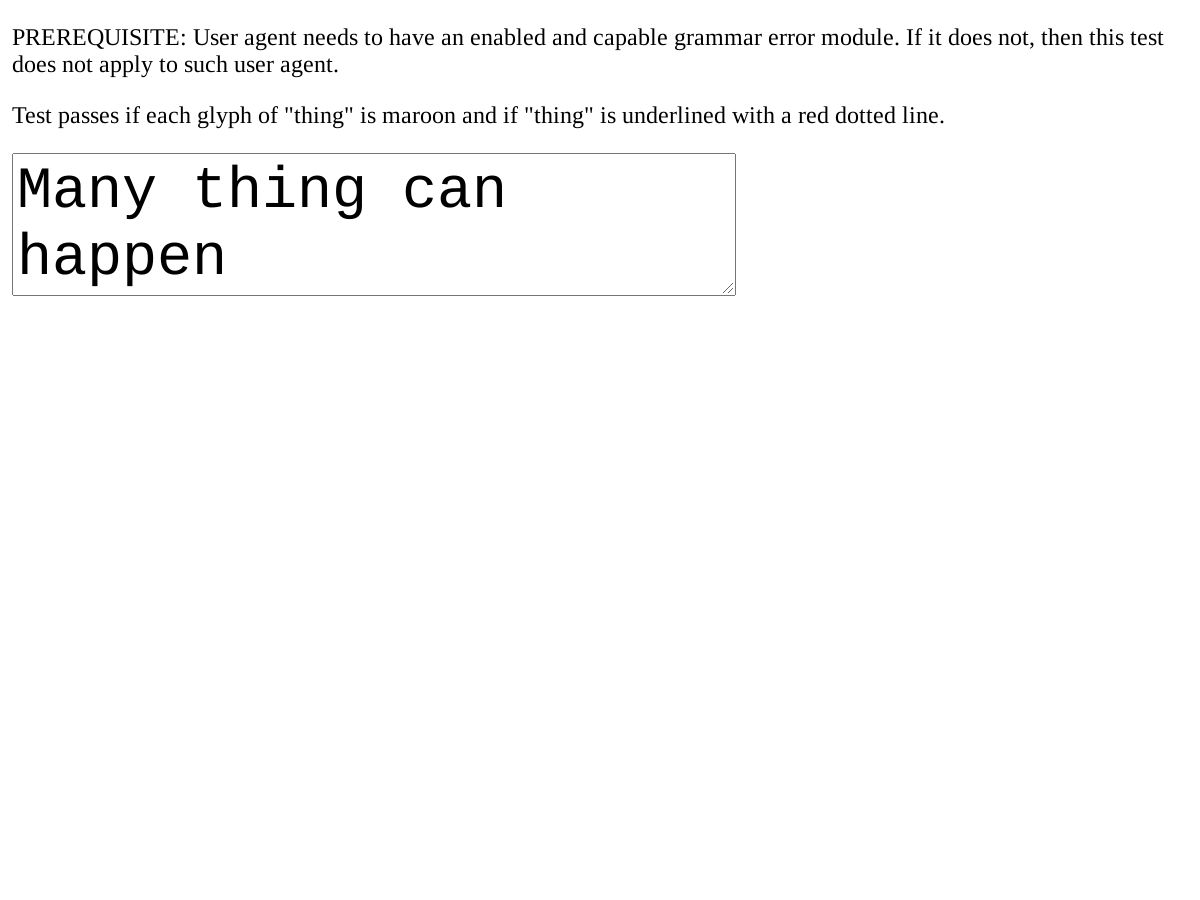 PREREQUISITE: User agent needs to have an enabled and capable grammar error module. If it does not, then this test
does not apply to such user agent.
Test passes if each glyph of "thing" is maroon and if "thing" is underlined with a red dotted line.
Many thing can
happen